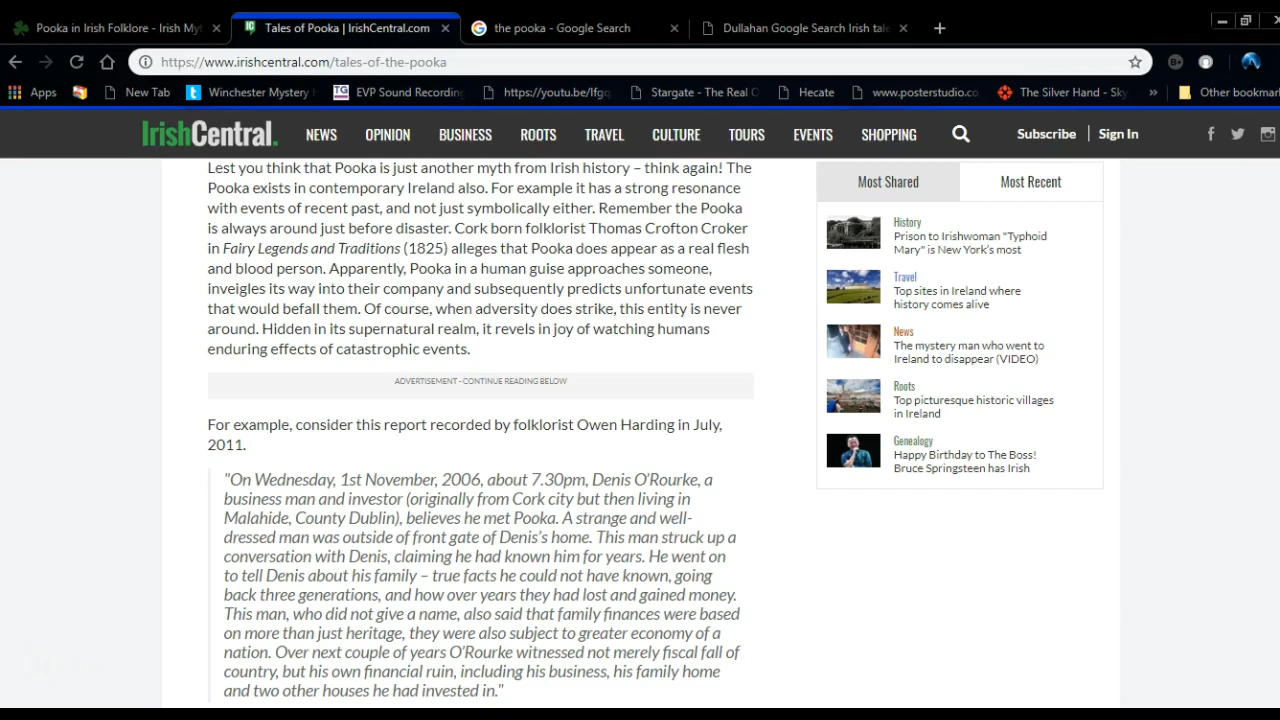 Pooka in Irish Folklore - Irish My
Tales of Pooka | IrishCentral.com
the pooka - Google Search
Dullahan Google Search Irish tale
https://www.irishcentral.com/tales-of-the-pooka
Apps
New Tab
Winchester Mystery
TG
EVP Sound Recording
https://youtu.be/lfgq
Stargate - The Real O
Hecate
www.posterstudio.co
The Silver Hand - Sky
»
Other bookmar
IrishCentral.
NEWS
OPINION
BUSINESS
ROOTS
TRAVEL
CULTURE
TOURS
EVENTS
SHOPPING
Subscribe | Sign In
Lest you think that Pooka is just another myth from Irish history – think again! The
Pooka exists in contemporary Ireland also. For example it has a strong resonance
with events of recent past, and not just symbolically either. Remember the Pooka
is always around just before disaster. Cork born folklorist Thomas Crofton Croker
in Fairy Legends and Traditions (1825) alleges that Pooka does appear as a real flesh
and blood person. Apparently, Pooka in a human guise approaches someone,
inveigles its way into their company and subsequently predicts unfortunate events
that would befall them. Of course, when adversity does strike, this entity is never
around. Hidden in its supernatural realm, it revels in joy of watching humans
enduring effects of catastrophic events.
ADVERTISEMENT - CONTINUE READING BELOW
For example, consider this report recorded by folklorist Owen Harding in July,
2011.
"On Wednesday, 1st November, 2006, about 7.30pm, Denis O'Rourke, a
business man and investor (originally from Cork city but then living in
Malahide, County Dublin), believes he met Pooka. A strange and well-
dressed man was outside of front gate of Denis's home. This man struck up a
conversation with Denis, claiming he had known him for years. He went on
to tell Denis about his family – true facts he could not have known, going
back three generations, and how over years they had lost and gained money.
This man, who did not give a name, also said that family finances were based
on more than just heritage, they were also subject to greater economy of a
nation. Over next couple of years O'Rourke witnessed not merely fiscal fall of
country, but his own financial ruin, including his business, his family home
and two other houses he had invested in."
Most Shared
Most Recent
History
Prison to Irishwoman "Typhoid
Mary" is New York's most
Travel
Top sites in Ireland where
history comes alive
News
The mystery man who went to
Ireland to disappear (VIDEO)
Roots
Top picturesque historic villages
in Ireland
Genealogy
Happy Birthday to The Boss!
Bruce Springsteen has Irish